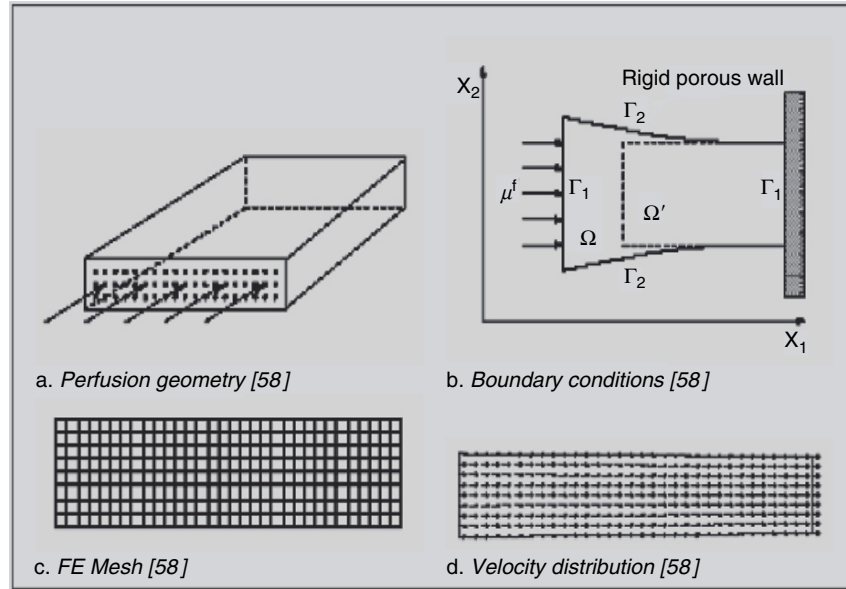 X2
Rigid porous wall
Γ2
μf
Γ1
Γ1
Ω′
Ω
Γ2
X1
a. Perfusion geometry [58]
b. Boundary conditions [58]
c. FE Mesh [58]
d. Velocity distribution [58]